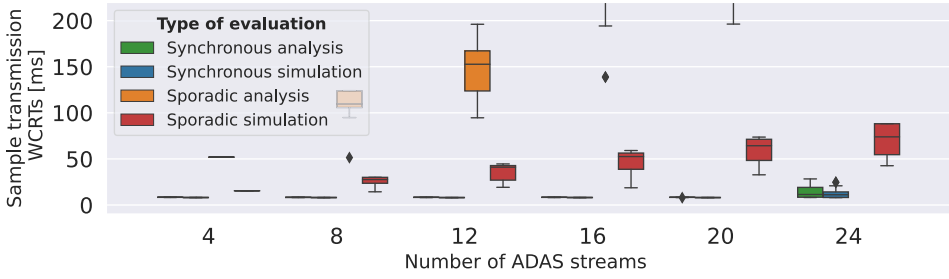 200
150
100
50
0
Sample transmission
WCRTs [ms]
Type of evaluation
Synchronous analysis
Synchronous simulation
Sporadic analysis
Sporadic simulation
4 8 12 16 20 24
Number of ADAS streams